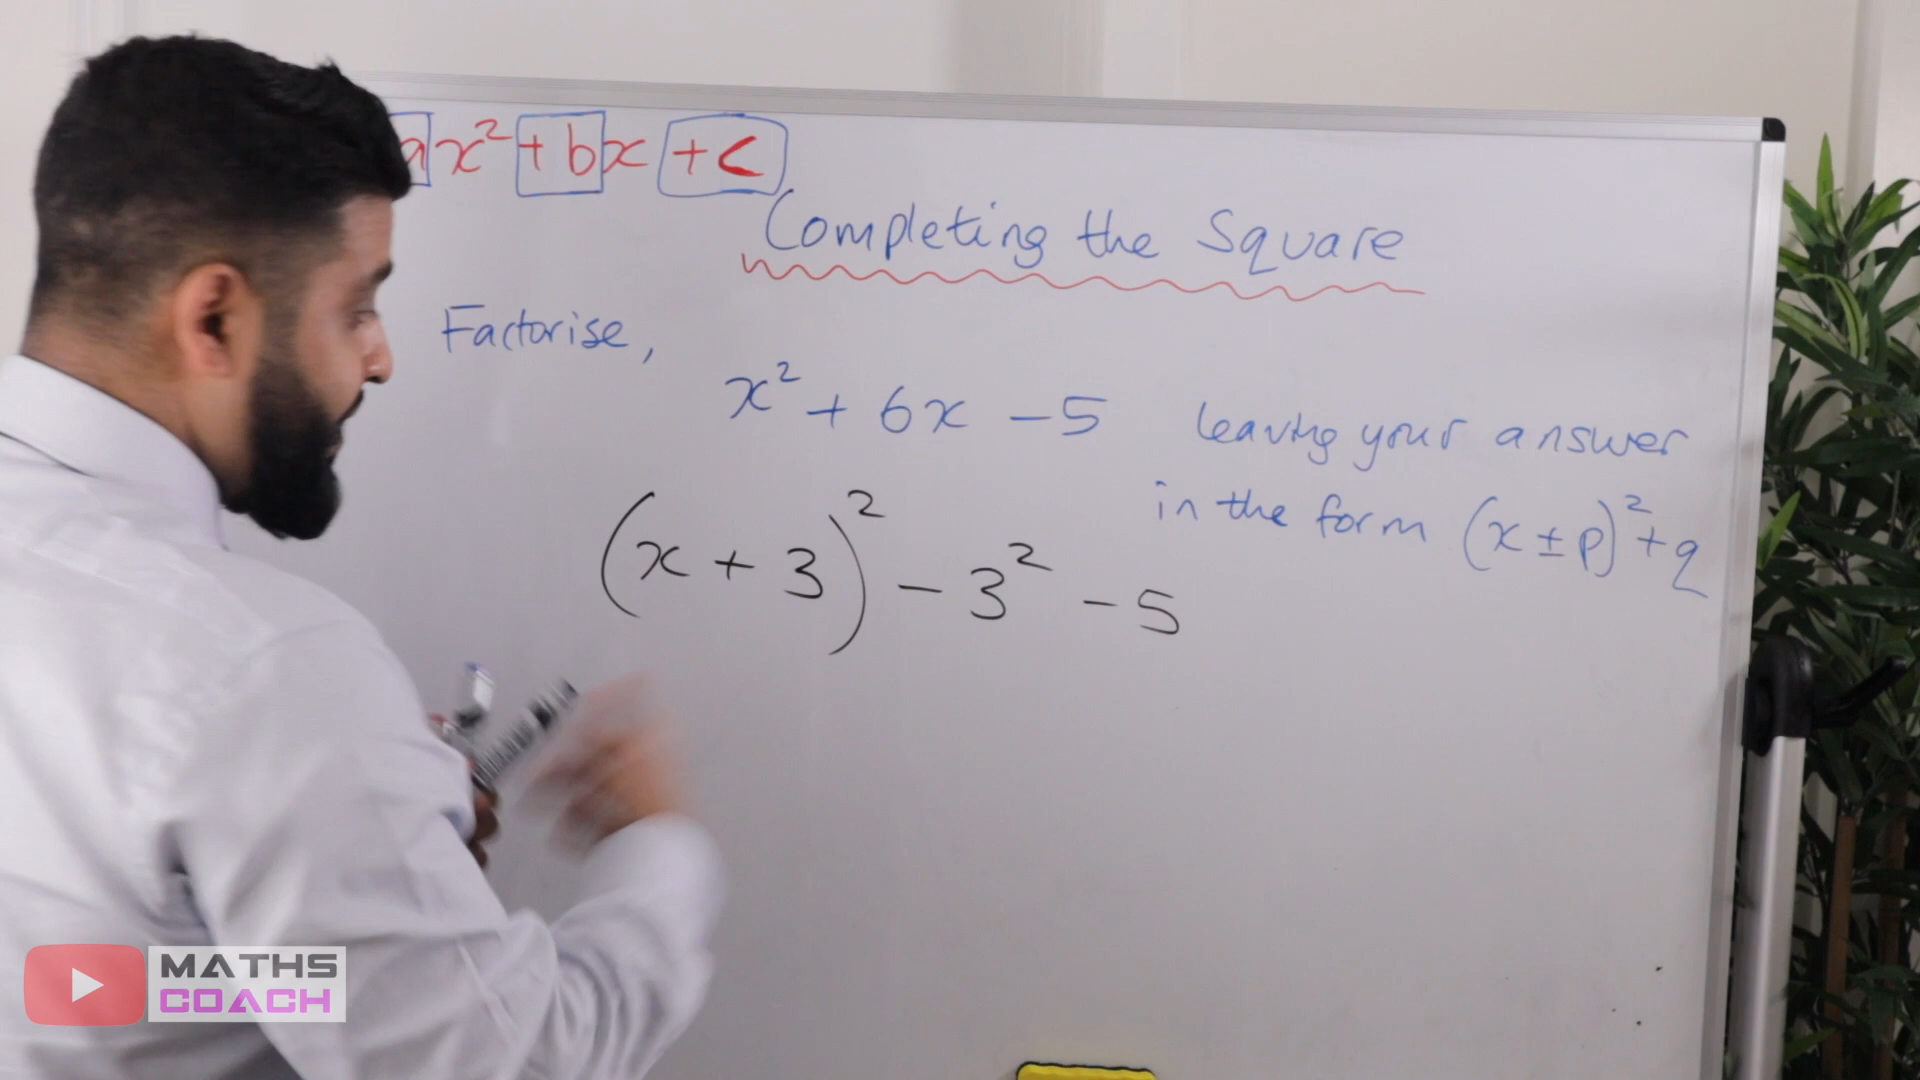 ax² + bx + c
Completing the Square
Factorise,
x² + 6x - 5 leaving your answer
in the form (x ± p)² + q
(x + 3)² - 3² - 5
MATHS
COACH